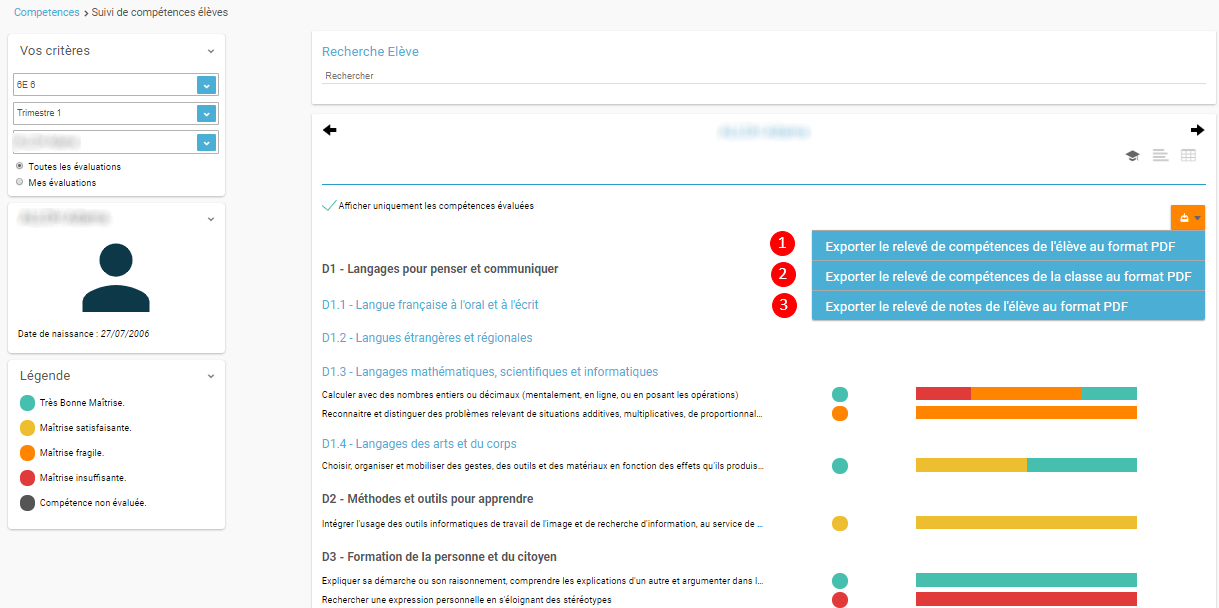 Competences > Suivi de compétences élèves
Vos critères
6E 6
Trimestre 1
Toutes les évaluations
Mes évaluations
Date de naissance : 27/07/2006
Légende
Très Bonne Maîtrise.
Maîtrise satisfaisante.
Maîtrise fragile.
Maîtrise insuffisante.
Compétence non évaluée.
Recherche Elève
Rechercher
Afficher uniquement les compétences évaluées
1 Exporter le relevé de compétences de l'élève au format PDF
2 Exporter le relevé de compétences de la classe au format PDF
3 Exporter le relevé de notes de l'élève au format PDF
D1 - Langages pour penser et communiquer
D1.1 - Langue française à l'oral et à l'écrit
D1.2 - Langues étrangères et régionales
D1.3 - Langages mathématiques, scientifiques et informatiques
Calculer avec des nombres entiers ou décimaux (mentalement, en ligne, ou en posant les opérations)
Reconnaitre et distinguer des problèmes relevant de situations additives, multiplicatives, de proportionnal...
D1.4 - Langages des arts et du corps
Choisir, organiser et mobiliser des gestes, des outils et des matériaux en fonction des effets qu'ils produis...
D2 - Méthodes et outils pour apprendre
Intégrer l'usage des outils informatiques de travail de l'image et de recherche d'information, au service de ...
D3 - Formation de la personne et du citoyen
Expliquer sa démarche ou son raisonnement, comprendre les explications d'un autre et argumenter dans l...
Rechercher une expression personnelle en s'éloignant des stéréotypes